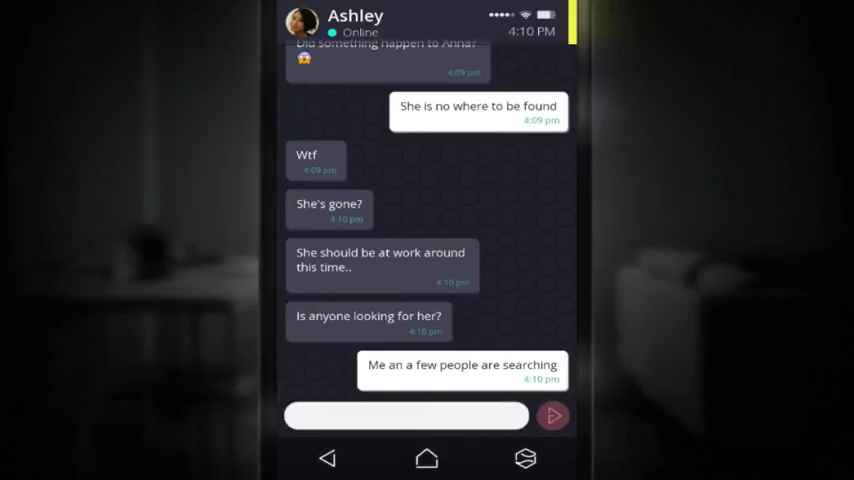 Ashley
Online
4:10 PM
Did something happen to Anna?
4:09 pm
She is no where to be found
4:09 pm
Wtf
4:09 pm
She's gone?
4:10 pm
She should be at work around
this time..
4:10 pm
Is anyone looking for her?
4:10 pm
Me an a few people are searching
4:10 pm